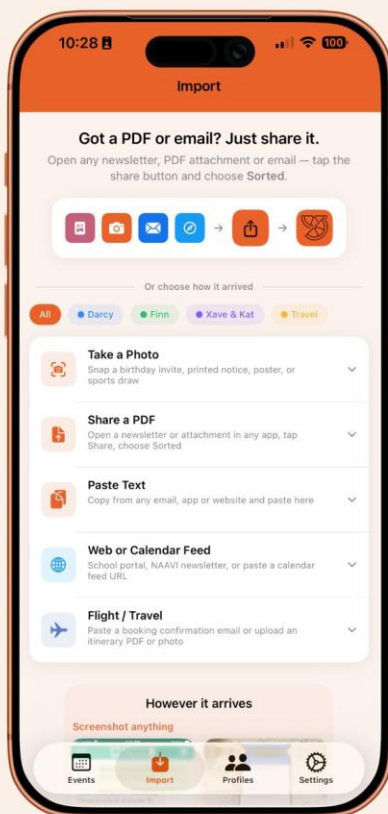 10:28
100
Import
Got a PDF or email? Just share it.
Open any newsletter, PDF attachment or email — tap the
share button and choose Sorted.
Or choose how it arrived
All
Darcy
Finn
Xave & Kat
Travel
Take a Photo
Snap a birthday invite, printed notice, poster, or
sports draw
Share a PDF
Open a newsletter or attachment in any app, tap
Share, choose Sorted
Paste Text
Copy from any email, app or website and paste here
Web or Calendar Feed
School portal, NAAVI newsletter, or paste a calendar
feed URL
Flight / Travel
Paste a booking confirmation email or upload an
itinerary PDF or photo
However it arrives
Screenshot anything
Events
Import
Profiles
Settings